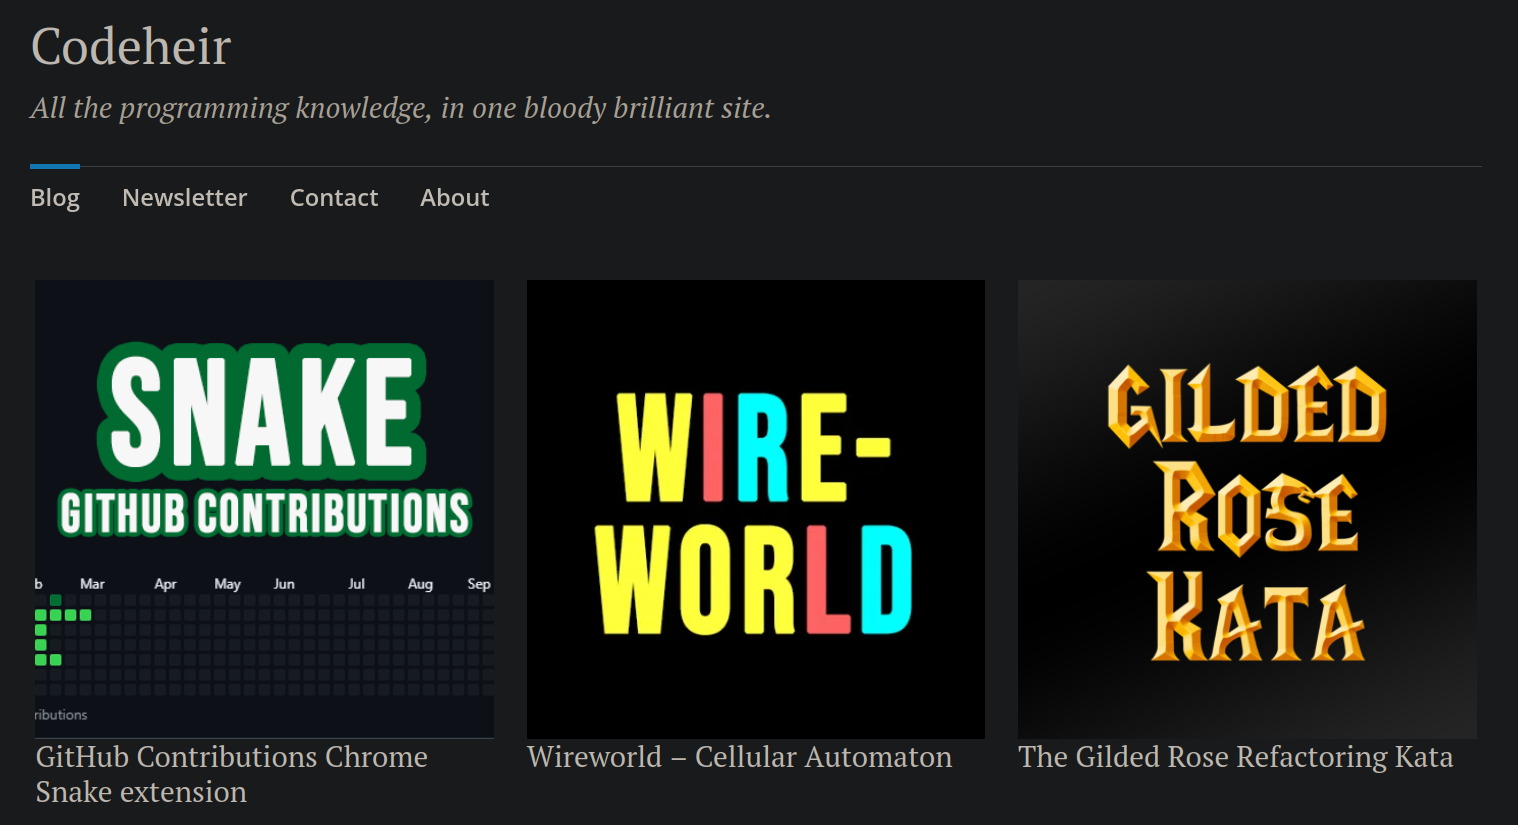 Codeheir
All the programming knowledge, in one bloody brilliant site.
Blog Newsletter Contact About
SNAKE
GITHUB CONTRIBUTIONS
b Mar Apr May Jun Jul Aug Sep
ributions
GitHub Contributions Chrome
Snake extension
WIRE-
WORLD
Wireworld – Cellular Automaton
GILDED
ROSE
KATA
The Gilded Rose Refactoring Kata